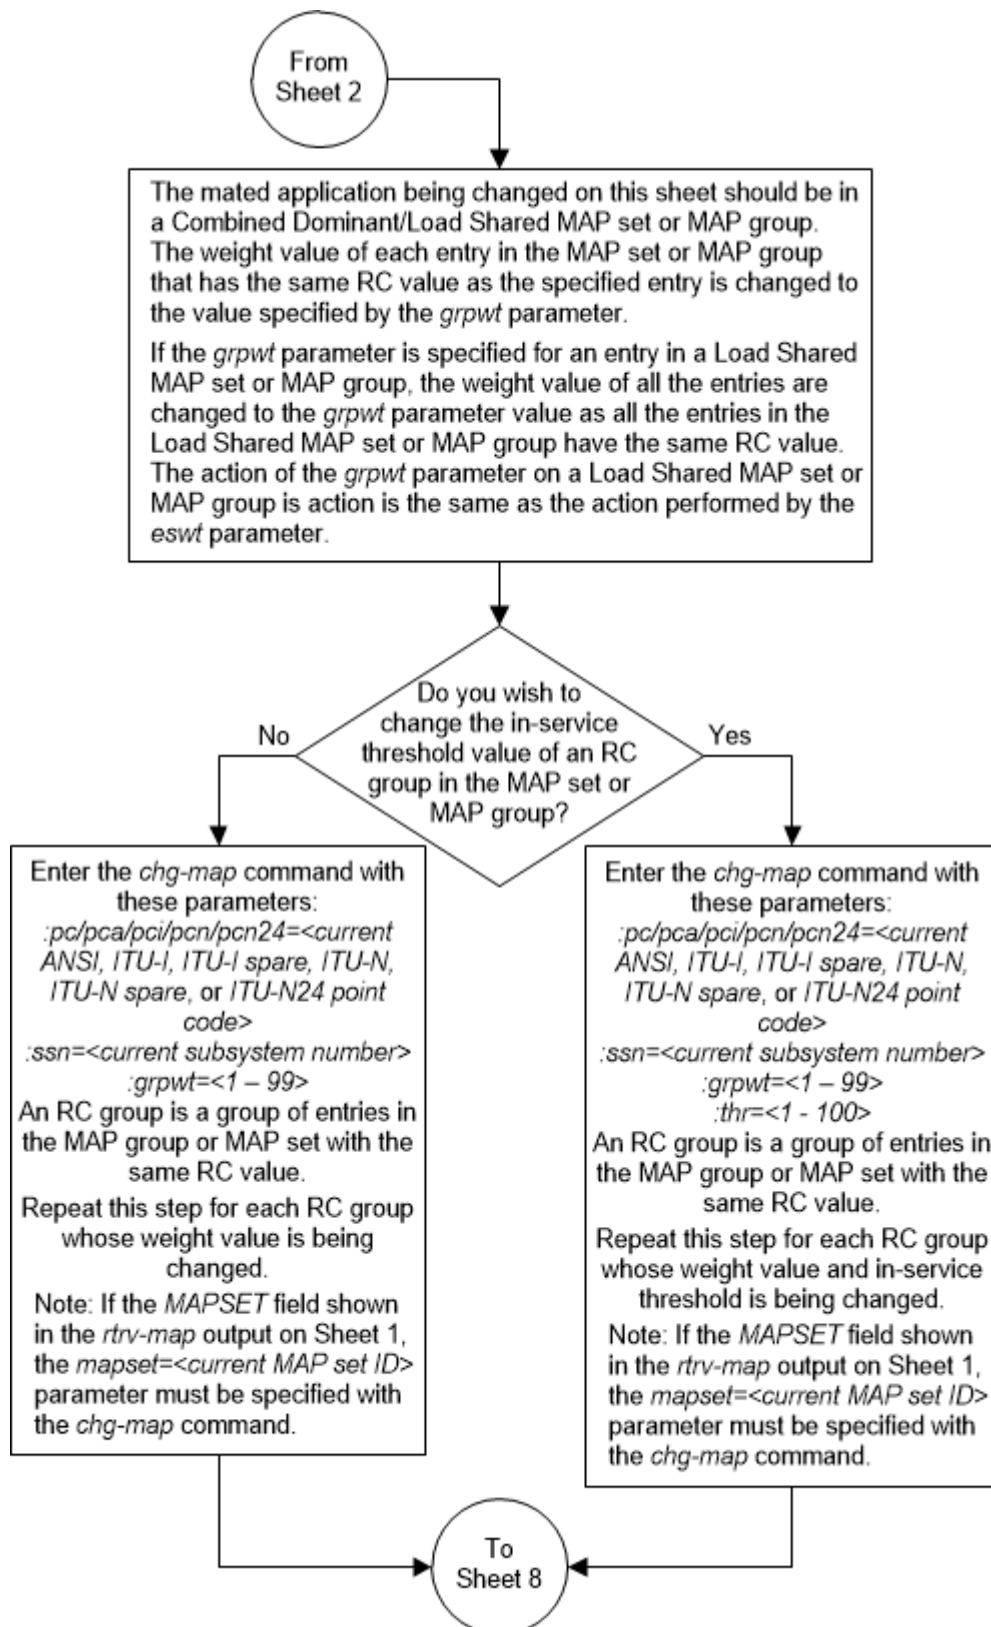 From
Sheet 2
The mated application being changed on this sheet should be in
a Combined Dominant/Load Shared MAP set or MAP group.
The weight value of each entry in the MAP set or MAP group
that has the same RC value as the specified entry is changed to
the value specified by the grpwt parameter.
If the grpwt parameter is specified for an entry in a Load Shared
MAP set or MAP group, the weight value of all the entries are
changed to the grpwt parameter value as all the entries in the
Load Shared MAP set or MAP group have the same RC value.
The action of the grpwt parameter on a Load Shared MAP set or
MAP group is action is the same as the action performed by the
eswt parameter.
Do you wish to
change the in-service
threshold value of an RC
group in the MAP set or
MAP group?
No
Yes
Enter the chg-map command with
these parameters:
:pc/pca/pci/pcn/pcn24=<current
ANSI, ITU-I, ITU-I spare, ITU-N,
ITU-N spare, or ITU-N24 point
code>
:ssn=<current subsystem number>
:grpwt=<1 – 99>
An RC group is a group of entries in
the MAP group or MAP set with the
same RC value.
Repeat this step for each RC group
whose weight value is being
changed.
Note: If the MAPSET field shown
in the rtrv-map output on Sheet 1,
the mapset=<current MAP set ID>
parameter must be specified with
the chg-map command.
Enter the chg-map command with
these parameters:
:pc/pca/pci/pcn/pcn24=<current
ANSI, ITU-I, ITU-I spare, ITU-N,
ITU-N spare, or ITU-N24 point
code>
:ssn=<current subsystem number>
:grpwt=<1 – 99>
:thr=<1 - 100>
An RC group is a group of entries in
the MAP group or MAP set with the
same RC value.
Repeat this step for each RC group
whose weight value and in-service
threshold is being changed.
Note: If the MAPSET field shown
in the rtrv-map output on Sheet 1,
the mapset=<current MAP set ID>
parameter must be specified with
the chg-map command.
To
Sheet 8